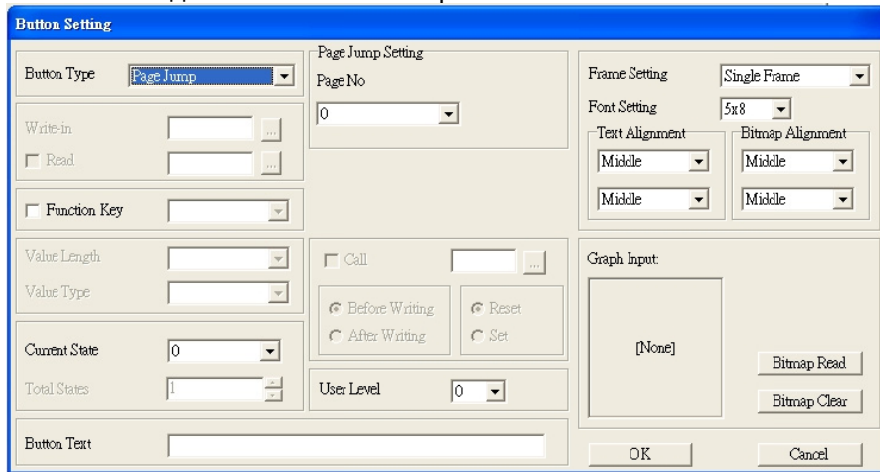 Button Setting
Button Type
Page Jump
Write-in
...
Read
...
Function Key
Value Length
Value Type
Current State
0
Total States
1
Button Text
Page Jump Setting
Page No
0
Call
...
Before Writing
After Writing
Reset
Set
User Level
0
Frame Setting
Single Frame
Font Setting
5x8
Text Alignment
Middle
Middle
Bitmap Alignment
Middle
Middle
Graph Input:
[None]
Bitmap Read
Bitmap Clear
OK
Cancel